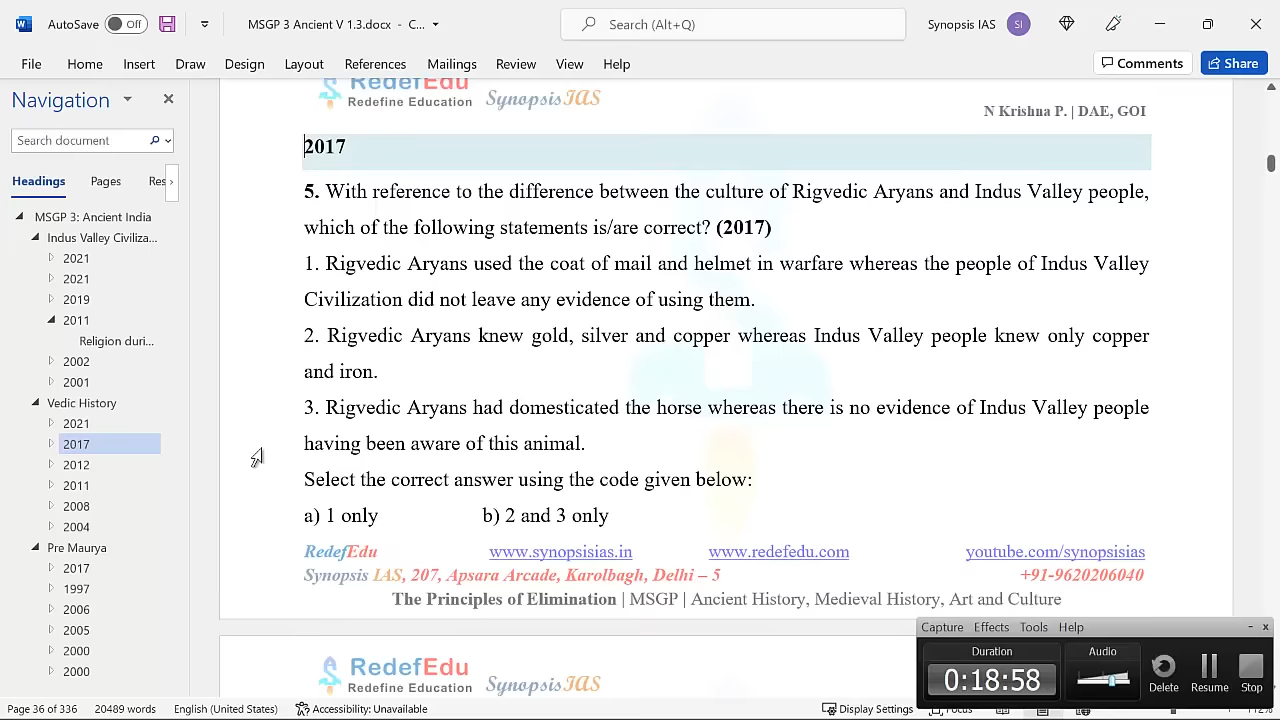 AutoSave Off MSGP 3 Ancient V 1.3.docx - C... Search (Alt+Q) Synopsis IAS SI
File Home Insert Draw Design Layout References Mailings Review View Help Comments Share
Navigation
Search document
Headings Pages Res
MSGP 3: Ancient India
Indus Valley Civiliza...
2021
2021
2019
2011
Religion duri...
2002
2001
Vedic History
2021
2017
2012
2011
2008
2004
Pre Maurya
2017
1997
2006
2005
2000
2000
RedefEdu
Redefine Education SynopsisIAS
N Krishna P. | DAE, GOI
2017
5. With reference to the difference between the culture of Rigvedic Aryans and Indus Valley people,
which of the following statements is/are correct? (2017)
1. Rigvedic Aryans used the coat of mail and helmet in warfare whereas the people of Indus Valley
Civilization did not leave any evidence of using them.
2. Rigvedic Aryans knew gold, silver and copper whereas Indus Valley people knew only copper
and iron.
3. Rigvedic Aryans had domesticated the horse whereas there is no evidence of Indus Valley people
having been aware of this animal.
Select the correct answer using the code given below:
a) 1 only b) 2 and 3 only
RedefEdu www.synopsisias.in www.redefedu.com youtube.com/synopsisias
Synopsis IAS, 207, Apsara Arcade, Karolbagh, Delhi – 5 +91-9620206040
The Principles of Elimination | MSGP | Ancient History, Medieval History, Art and Culture
RedefEdu
Redefine Education SynopsisIAS
Capture Effects Tools Help
Duration Audio
0:18:58
Delete Resume Stop
Page 36 of 336 20489 words English (United States) Accessibility: Unavailable Display Settings Focus